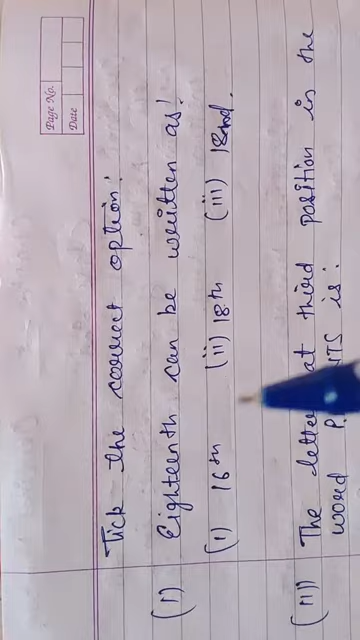 Page No.
Date
Tick the correct option:
(I) Eighteenth can be written as:
(i) 16th (ii) 18th (iii) 18nd.
(II) The letter at third position in the
word is: